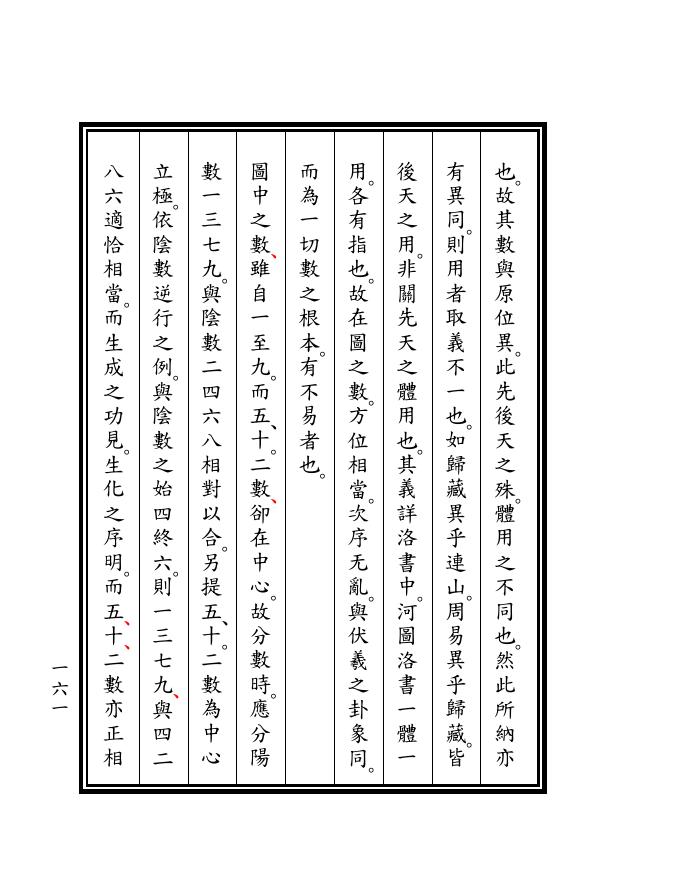 也。故其數與原位異。此先後天之殊。體用之不同也。然此所納亦
有異同。則用者取義不一也。如歸藏異乎連山。周易異乎歸藏。皆
後天之用。非關先天之體用也。其義詳洛書中。河圖洛書一體一
用。各有指也。故在圖之數。方位相當。次序无亂。與伏羲之卦象同。
而為一切數之根本。有不易者也。
圖中之數、雖自一至九。而五、十。二數、卻在中心。故分數時。應分陽
數一三七九。與陰數二四六八相對以合。另提五、十。二數為中心
立極。依陰數逆行之例。與陰數之始四終六。則一三七九、與四二
八六適恰相當。而生成之功見。生化之序明。而五、十、二數亦正相
一六一